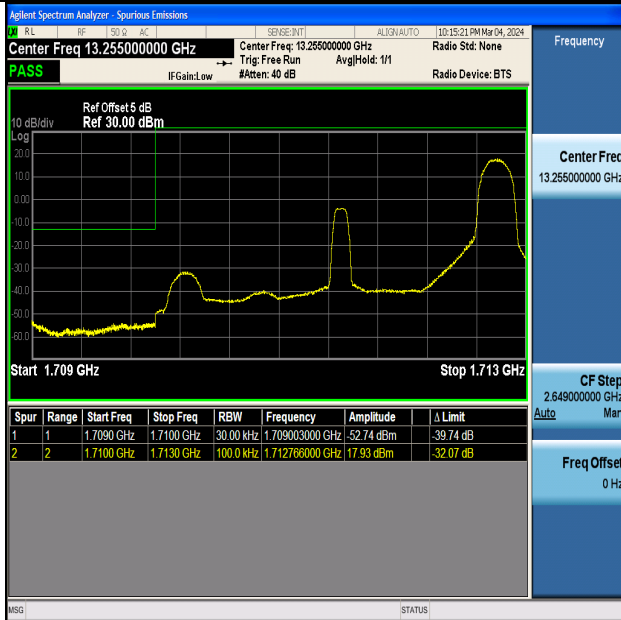 Agilent Spectrum Analyzer - Spurious Emissions
RL RF 50 Ω AC SENSE:INT ALIGN AUTO 10:15:21 PM Mar 04, 2024
Center Freq 13.255000000 GHz
Center Freq: 13.255000000 GHz
Radio Std: None
Trig: Free Run Avg|Hold: 1/1
PASS
IFGain:Low
#Atten: 40 dB
Radio Device: BTS
Ref Offset 5 dB
10 dB/div Ref 30.00 dBm
Log
20.0
10.0
0.00
-10.0
-20.0
-30.0
-40.0
-50.0
-60.0
Start 1.709 GHz Stop 1.713 GHz
Spur Range Start Freq Stop Freq RBW Frequency Amplitude Δ Limit
1 1 1.7090 GHz 1.7100 GHz 30.00 kHz 1.709003000 GHz -52.74 dBm -39.74 dB
2 2 1.7100 GHz 1.7130 GHz 100.0 kHz 1.712766000 GHz 17.93 dBm -32.07 dB
MSG STATUS
Frequency
Center Freq
13.255000000 GHz
CF Step
2.649000000 GHz
Auto Man
Freq Offset
0 Hz